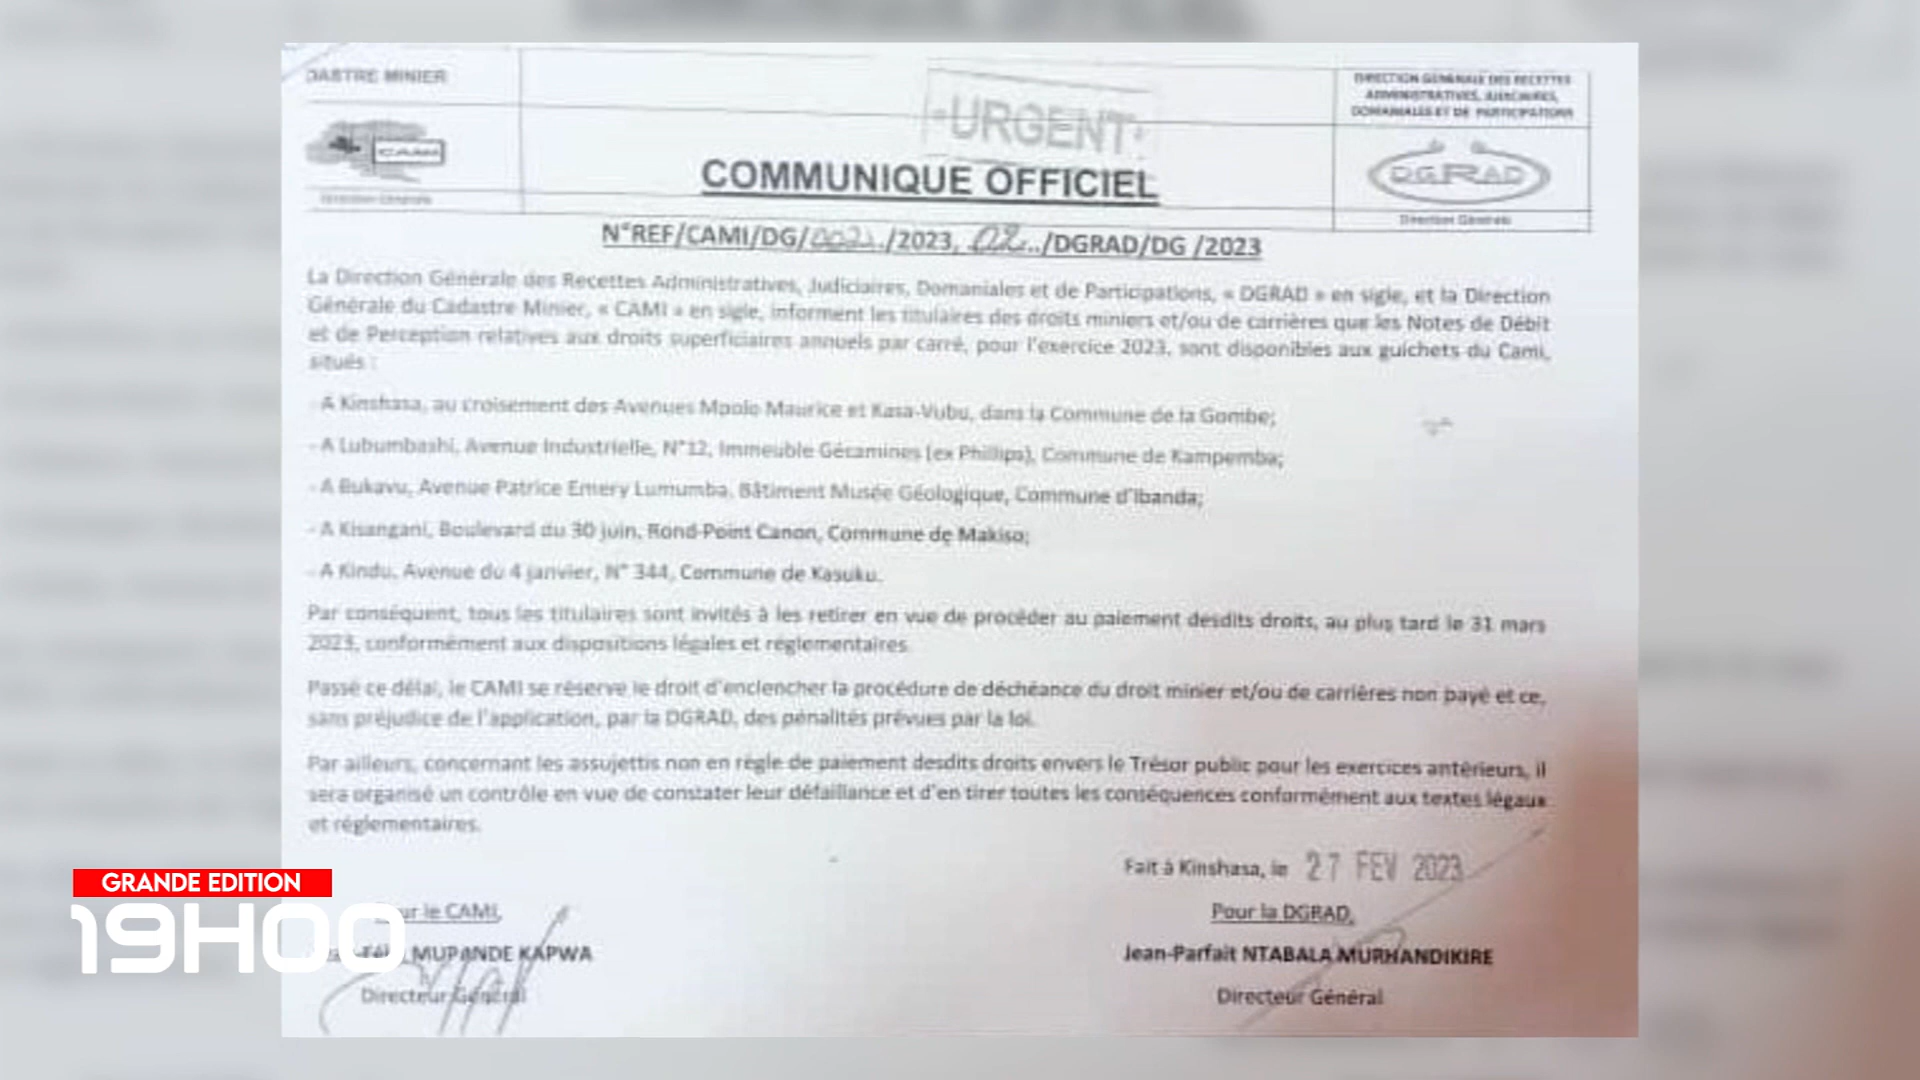 DASTRE MINIER
CAMI
Direction Générale
URGENT
COMMUNIQUE OFFICIEL
DIRECTION GENERALE DES RECETTES
ADMINISTRATIVES, JUDICIAIRES,
DOMANIALES ET DE PARTICIPATIONS
DGRAD
Direction Générale
N°REF/CAMI/DG/002./2023, 02../DGRAD/DG /2023
La Direction Générale des Recettes Administratives, Judiciaires, Domaniales et de Participations, « DGRAD » en sigle, et la Direction
Générale du Cadastre Minier, « CAMI » en sigle, informent les titulaires des droits miniers et/ou de carrières que les Notes de Débit
et de Perception relatives aux droits superficiaires annuels par carré, pour l'exercice 2023, sont disponibles aux guichets du Cami,
situés :
- A Kinshasa, au croisement des Avenues Mpolo Maurice et Kasa-Vubu, dans la Commune de la Gombe;
- A Lubumbashi, Avenue Industrielle, N°12, Immeuble Gécamines (ex Phillips), Commune de Kampemba;
- A Bukavu, Avenue Patrice Emery Lumumba, Bâtiment Musée Géologique, Commune d'Ibanda;
- A Kisangani, Boulevard du 30 juin, Rond-Point Canon, Commune de Makiso;
- A Kindu, Avenue du 4 janvier, N° 344, Commune de Kasuku.
Par conséquent, tous les titulaires sont invités à les retirer en vue de procéder au paiement desdits droits, au plus tard le 31 mars
2023, conformément aux dispositions légales et réglementaires.
Passé ce délai, le CAMI se réserve le droit d'enclencher la procédure de déchéance du droit minier et/ou de carrières non payé et ce,
sans préjudice de l'application, par la DGRAD, des pénalités prévues par la loi.
Par ailleurs, concernant les assujettis non en règle de paiement desdits droits envers le Trésor public pour les exercices antérieurs, il
sera organisé un contrôle en vue de constater leur défaillance et d'en tirer toutes les conséquences conformément aux textes légaux
et réglementaires.
Fait à Kinshasa, le 27 FEV 2023
ur le CAMI,
MUPANDE KAPWA
Directeur Général
Pour la DGRAD,
Jean-Parfait NTABALA MURHANDIKIRE
Directeur Général
GRANDE EDITION
19H00